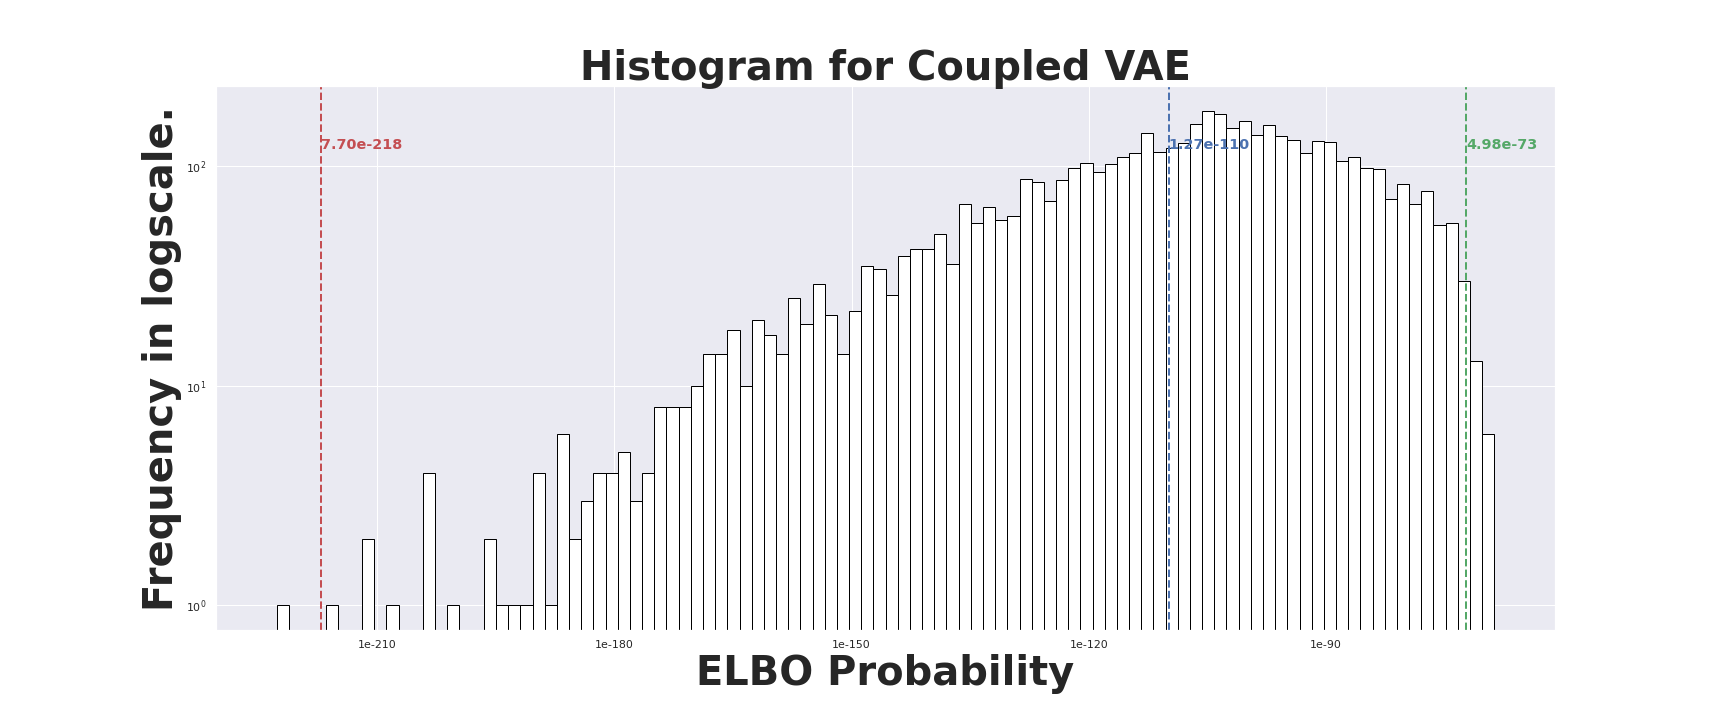 Histogram for Coupled VAE
Frequency in logscale.
7.70e-218
1.27e-110
4.98e-73
10²
10¹
10⁰
1e-210
1e-180
1e-150
1e-120
1e-90
ELBO Probability